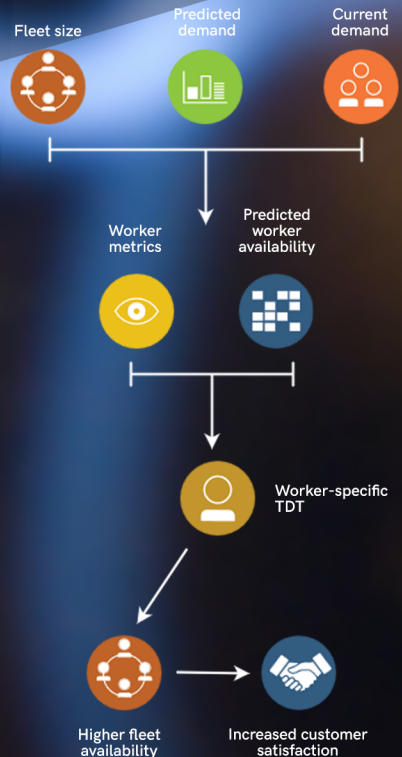 Fleet size
Predicted
demand
Current
demand
Worker
metrics
Predicted
worker
availability
Worker-specific
TDT
Higher fleet
availability
Increased customer
satisfaction